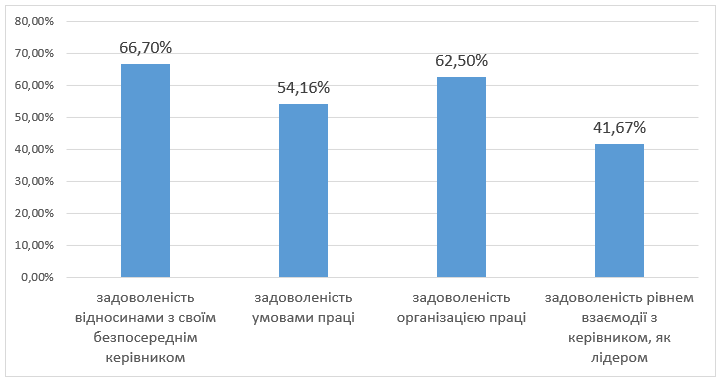 80,00%
70,00%
60,00%
50,00%
40,00%
30,00%
20,00%
10,00%
0,00%
66,70%
54,16%
62,50%
41,67%
задоволеність
відносинами з своїм
безпосереднім
керівником
задоволеність
умовами праці
задоволеність
організацією праці
задоволеність рівнем
взаємодії з
керівником, як
лідером